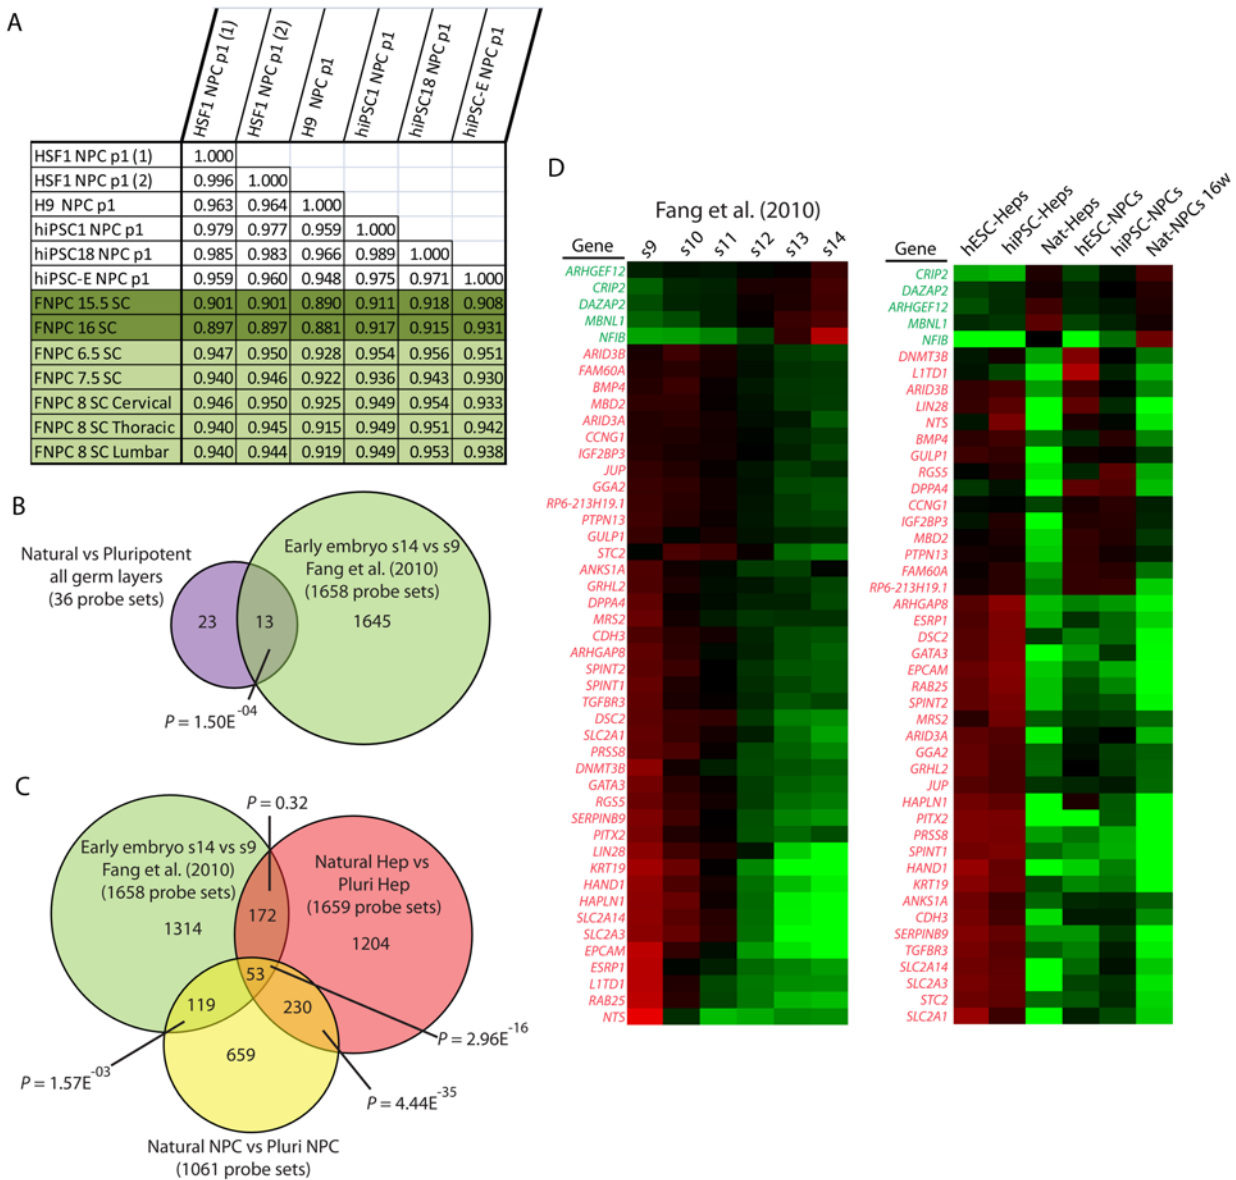 A
HSF1 NPC p1 (1)
HSF1 NPC p1 (2)
H9 NPC p1
hiPSC1 NPC p1
hiPSC18 NPC p1
hiPSC-E NPC p1
HSF1 NPC p1 (1) 1.000
HSF1 NPC p1 (2) 0.996 1.000
H9 NPC p1 0.963 0.964 1.000
hiPSC1 NPC p1 0.979 0.977 0.959 1.000
hiPSC18 NPC p1 0.985 0.983 0.966 0.989 1.000
hiPSC-E NPC p1 0.959 0.960 0.948 0.975 0.971 1.000
FNPC 15.5 SC 0.901 0.901 0.890 0.911 0.918 0.908
FNPC 16 SC 0.897 0.897 0.881 0.917 0.915 0.931
FNPC 6.5 SC 0.947 0.950 0.928 0.954 0.956 0.951
FNPC 7.5 SC 0.940 0.946 0.922 0.936 0.943 0.930
FNPC 8 SC Cervical 0.946 0.950 0.925 0.949 0.954 0.933
FNPC 8 SC Thoracic 0.940 0.945 0.915 0.949 0.951 0.942
FNPC 8 SC Lumbar 0.940 0.944 0.919 0.949 0.953 0.938
B
Natural vs Pluripotent
all germ layers
(36 probe sets)
Early embryo s14 vs s9
Fang et al. (2010)
(1658 probe sets)
23
13
1645
P = 1.50E-04
C
P = 0.32
Early embryo s14 vs s9
Fang et al. (2010)
(1658 probe sets)
1314
Natural Hep vs
Pluri Hep
(1659 probe sets)
1204
172
53
119
230
659
P = 2.96E-16
P = 1.57E-03
P = 4.44E-35
Natural NPC vs Pluri NPC
(1061 probe sets)
D
Fang et al. (2010)
Gene s9 s10 s11 s12 s13 s14
ARHGEF12
CRIP2
DAZAP2
MBNL1
NFIB
ARID3B
FAM60A
BMP4
MBD2
ARID3A
CCNG1
IGF2BP3
JUP
GGA2
RP6-213H19.1
PTPN13
GULP1
STC2
ANKS1A
GRHL2
DPPA4
MRS2
CDH3
ARHGAP8
SPINT2
SPINT1
TGFBR3
DSC2
SLC2A1
PRSS8
DNMT3B
GATA3
RGS5
SERPINB9
PITX2
LIN28
KRT19
HAND1
HAPLN1
SLC2A14
SLC2A3
EPCAM
ESRP1
L1TD1
RAB25
NTS
Gene hESC-Heps hiPSC-Heps Nat-Heps hESC-NPCs hiPSC-NPCs Nat-NPCs 16w
CRIP2
DAZAP2
ARHGEF12
MBNL1
NFIB
DNMT3B
L1TD1
ARID3B
LIN28
NTS
BMP4
GULP1
RGS5
DPPA4
CCNG1
IGF2BP3
MBD2
PTPN13
FAM60A
RP6-213H19.1
ARHGAP8
ESRP1
DSC2
GATA3
EPCAM
RAB25
SPINT2
MRS2
ARID3A
GGA2
GRHL2
JUP
HAPLN1
PITX2
PRSS8
SPINT1
HAND1
KRT19
ANKS1A
CDH3
SERPINB9
TGFBR3
SLC2A14
SLC2A3
STC2
SLC2A1